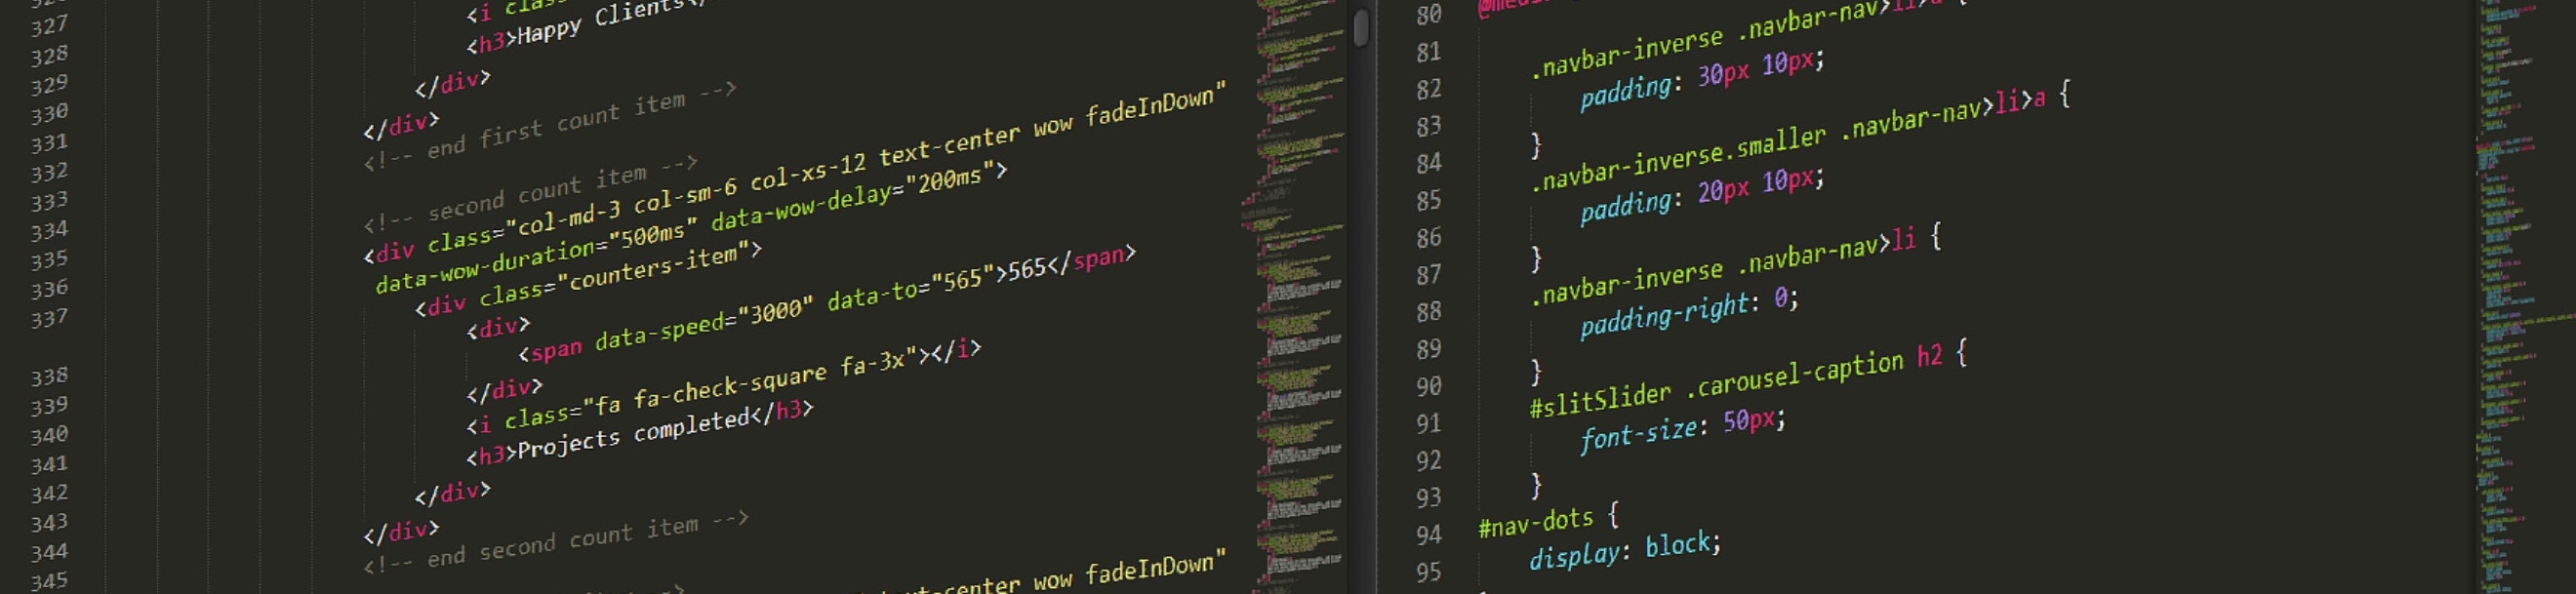 327
328
329
330 <i
331 <h3>Happy Clients
332 </div>
333 </div>
334 <!-- end first count item -->
335
336 <!-- second count item -->
337 <div class="col-md-3 col-sm-6 col-xs-12 text-center wow fadeInDown"
data-wow-duration="500ms" data-wow-delay="200ms">
338 <div class="counters-item">
339 <div>
340 <span data-speed="3000" data-to="565">565</span>
341 </div>
342 <i class="fa fa-check-square fa-3x"></i>
343 <h3>Projects completed</h3>
344 </div>
345 </div>
<!-- end second count item -->
wow fadeInDown"
80
81 @media
82 .navbar-inverse .navbar-nav>li>a {
83 padding: 30px 10px;
84 }
85 .navbar-inverse.smaller .navbar-nav>li>a {
86 padding: 20px 10px;
87 }
88 .navbar-inverse .navbar-nav>li {
89 padding-right: 0;
90 }
91 #slitSlider .carousel-caption h2 {
92 font-size: 50px;
93 }
94 #nav-dots {
95 display: block;